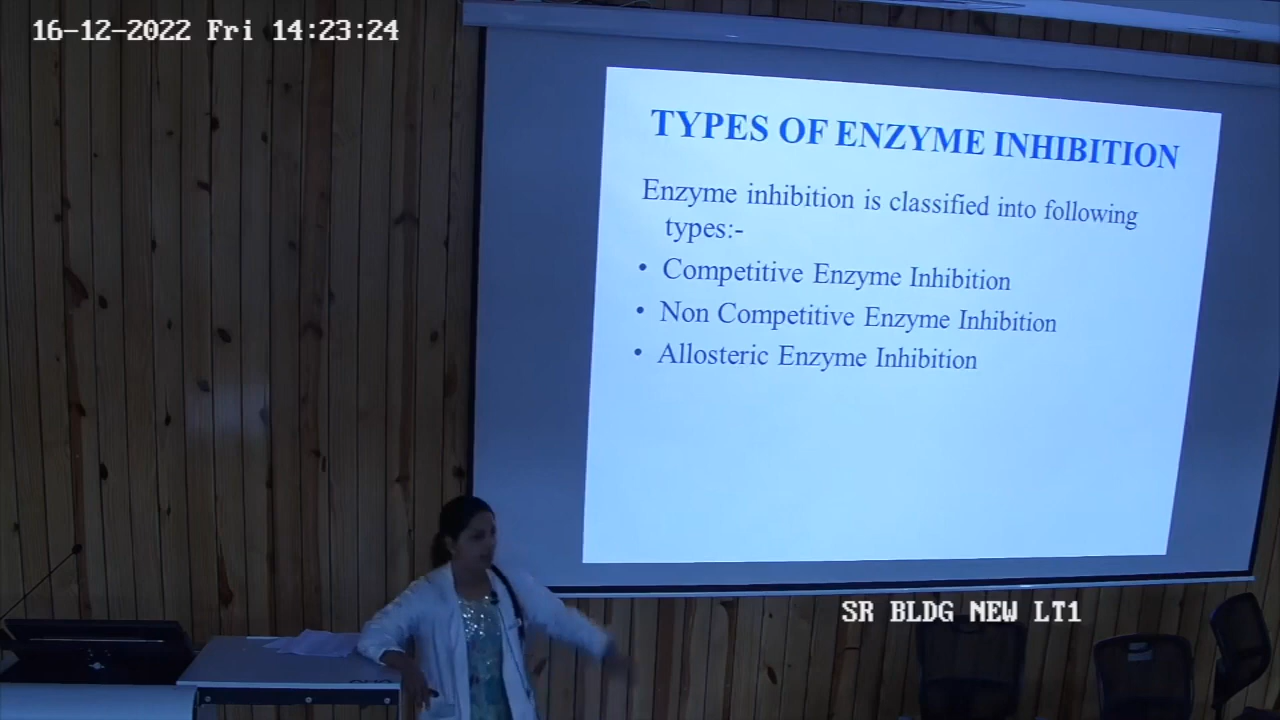 16-12-2022 Fri 14:23:24
TYPES OF ENZYME INHIBITION
Enzyme inhibition is classified into following
types:-
• Competitive Enzyme Inhibition
• Non Competitive Enzyme Inhibition
• Allosteric Enzyme Inhibition
SR BLDG NEW LT1